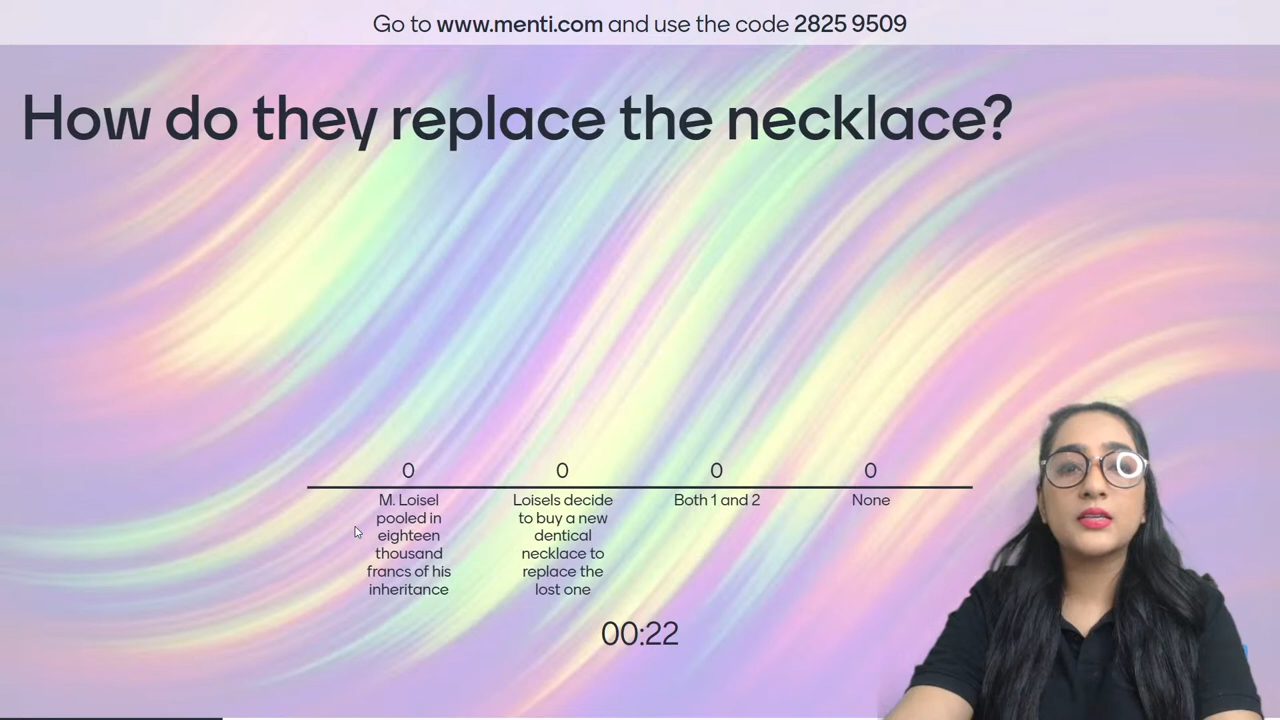 Go to www.menti.com and use the code 2825 9509
How do they replace the necklace?
0
0
0
0
M. Loisel
pooled in
eighteen
thousand
francs of his
inheritance
Loisels decide
to buy a new
dentical
necklace to
replace the
lost one
Both 1 and 2
None
00:22